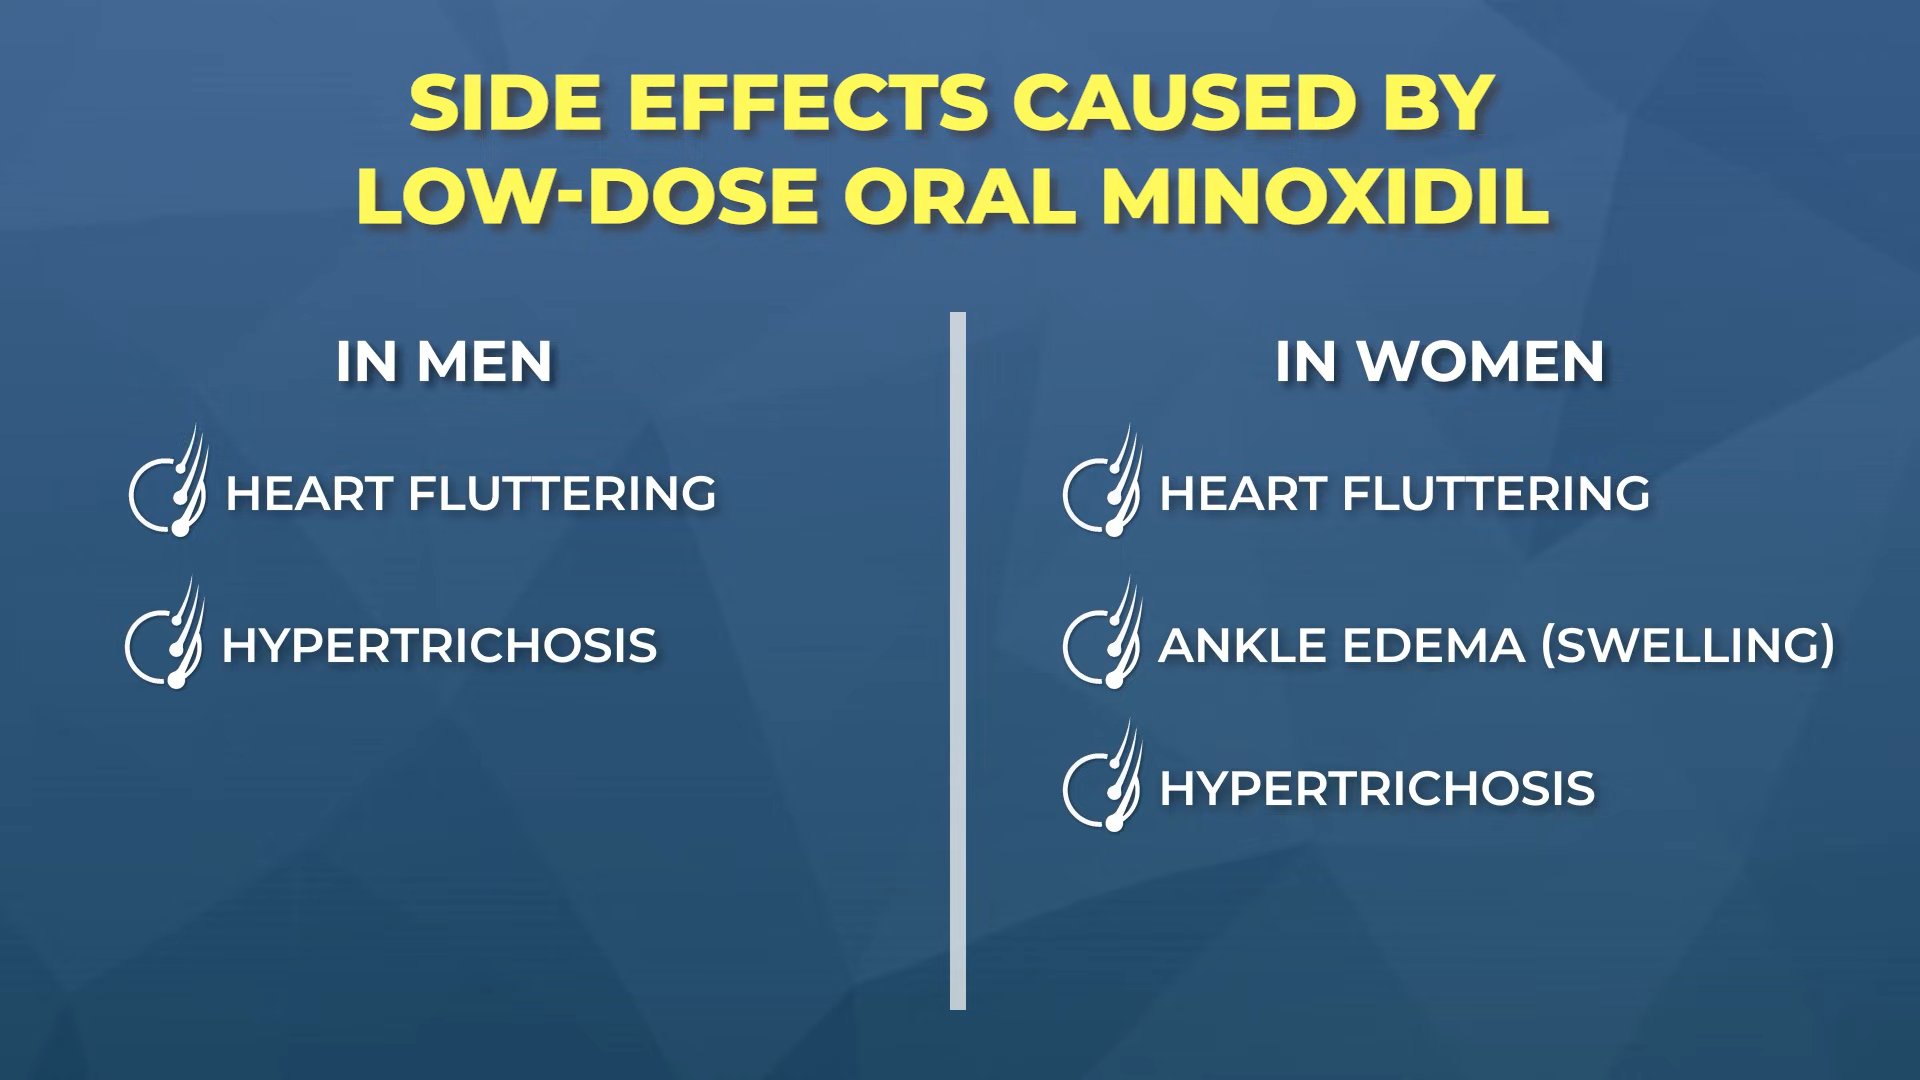 SIDE EFFECTS CAUSED BY
LOW-DOSE ORAL MINOXIDIL
IN MEN
HEART FLUTTERING
HYPERTRICHOSIS
IN WOMEN
HEART FLUTTERING
ANKLE EDEMA (SWELLING)
HYPERTRICHOSIS